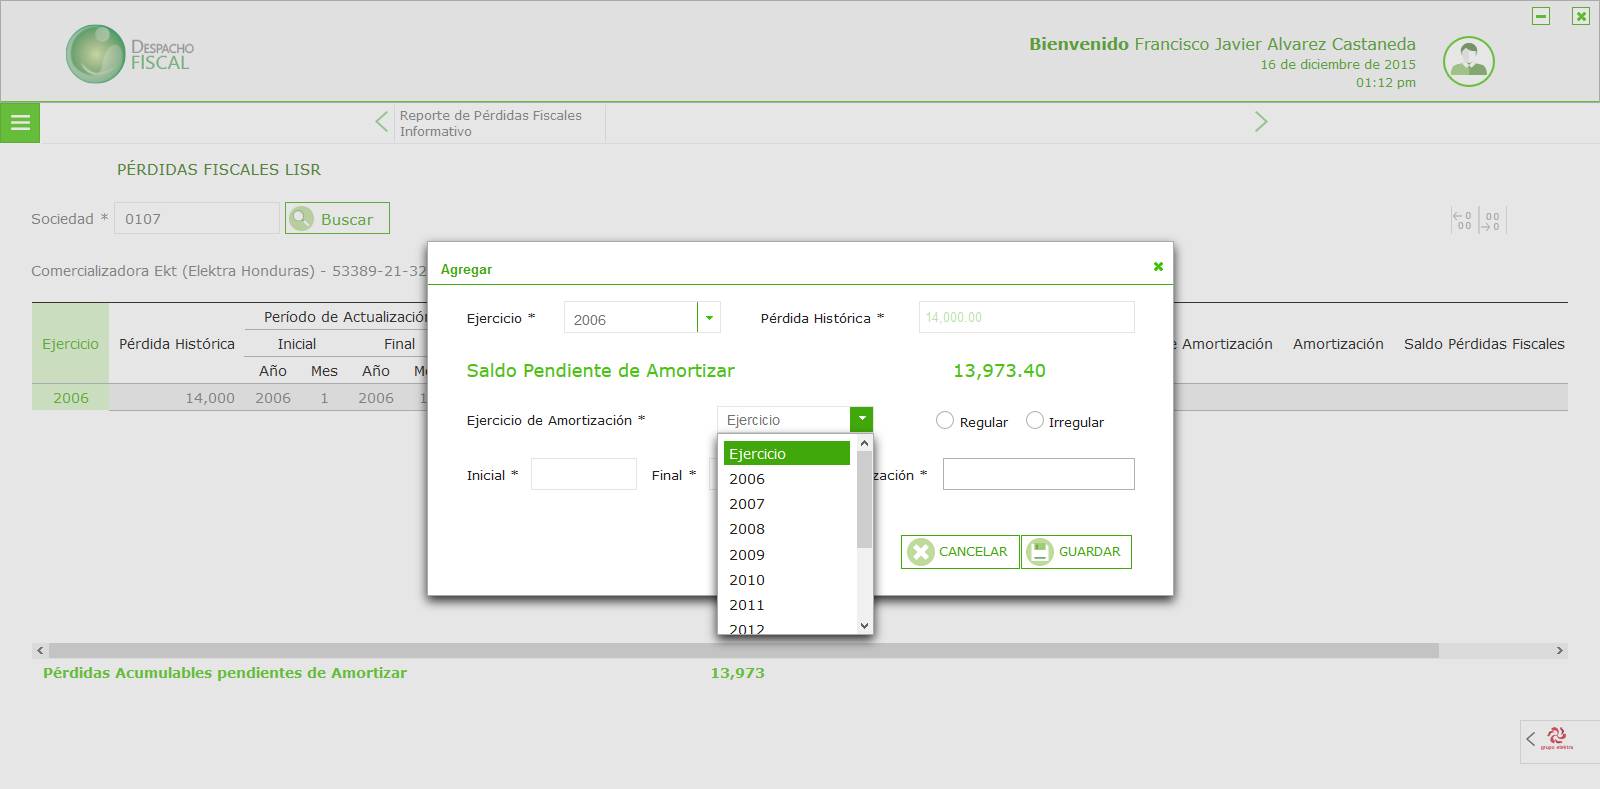 DESPACHO
FISCAL
Bienvenido Francisco Javier Alvarez Castaneda
16 de diciembre de 2015
01:12 pm
Reporte de Pérdidas Fiscales
Informativo
PÉRDIDAS FISCALES LISR
Sociedad * 0107 Buscar
←0 00
00 →0
Comercializadora Ekt (Elektra Honduras) - 53389-21-32
Agregar
Ejercicio * 2006 Pérdida Histórica * 14,000.00
Saldo Pendiente de Amortizar 13,973.40
Ejercicio de Amortización * Ejercicio Regular Irregular
Ejercicio
2006
2007
2008
2009
2010
2011
2012
Inicial * Final * zación *
CANCELAR GUARDAR
Período de Actualización
Ejercicio Pérdida Histórica Inicial Final Amortización Amortización Saldo Pérdidas Fiscales
Año Mes Año
2006 14,000 2006 1 2006 1
Pérdidas Acumulables pendientes de Amortizar 13,973
grupo elektra